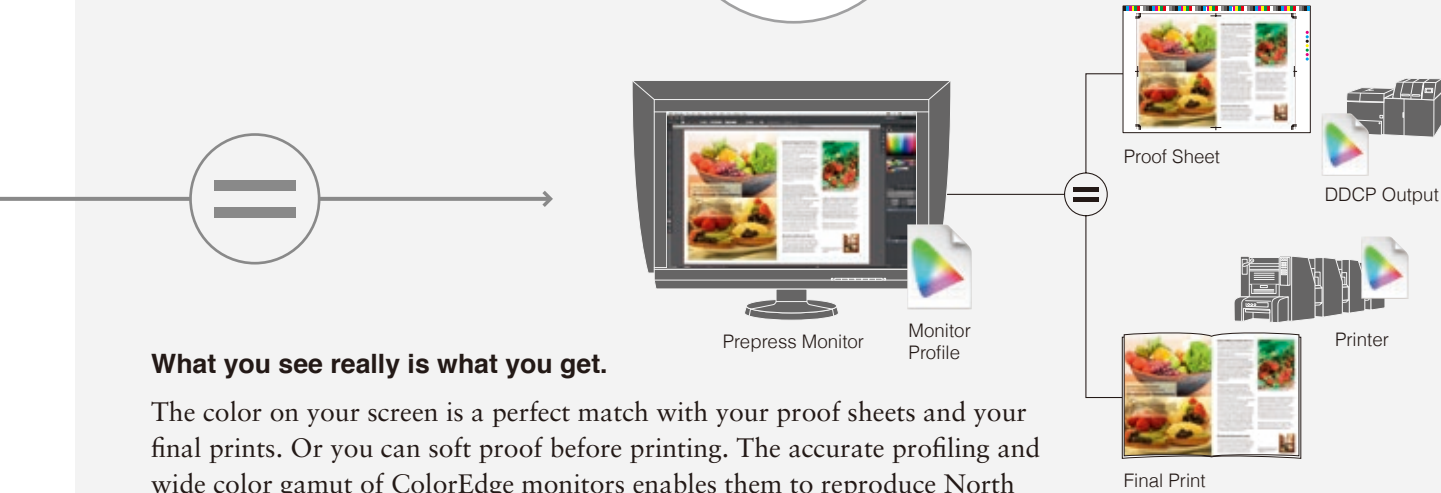 Proof Sheet
DDCP Output
Prepress Monitor
Monitor
Profile
Printer
Final Print
What you see really is what you get.
The color on your screen is a perfect match with your proof sheets and your
final prints. Or you can soft proof before printing. The accurate profiling and
wide color gamut of ColorEdge monitors enables them to reproduce North